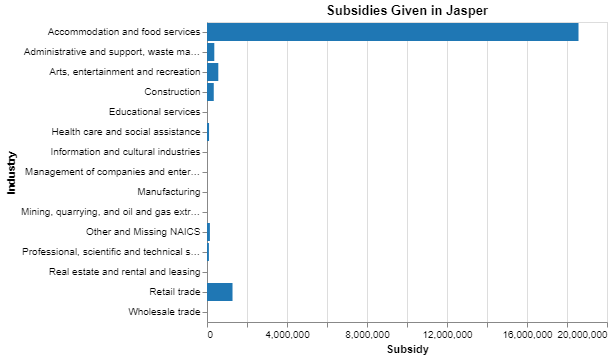 Subsidies Given in Jasper
Accommodation and food services
Administrative and support, waste ma…
Arts, entertainment and recreation
Construction
Educational services
Health care and social assistance
Information and cultural industries
Management of companies and enter…
Manufacturing
Mining, quarrying, and oil and gas extr…
Other and Missing NAICS
Professional, scientific and technical s…
Real estate and rental and leasing
Retail trade
Wholesale trade
Industry
0 4,000,000 8,000,000 12,000,000 16,000,000 20,000,000
Subsidy